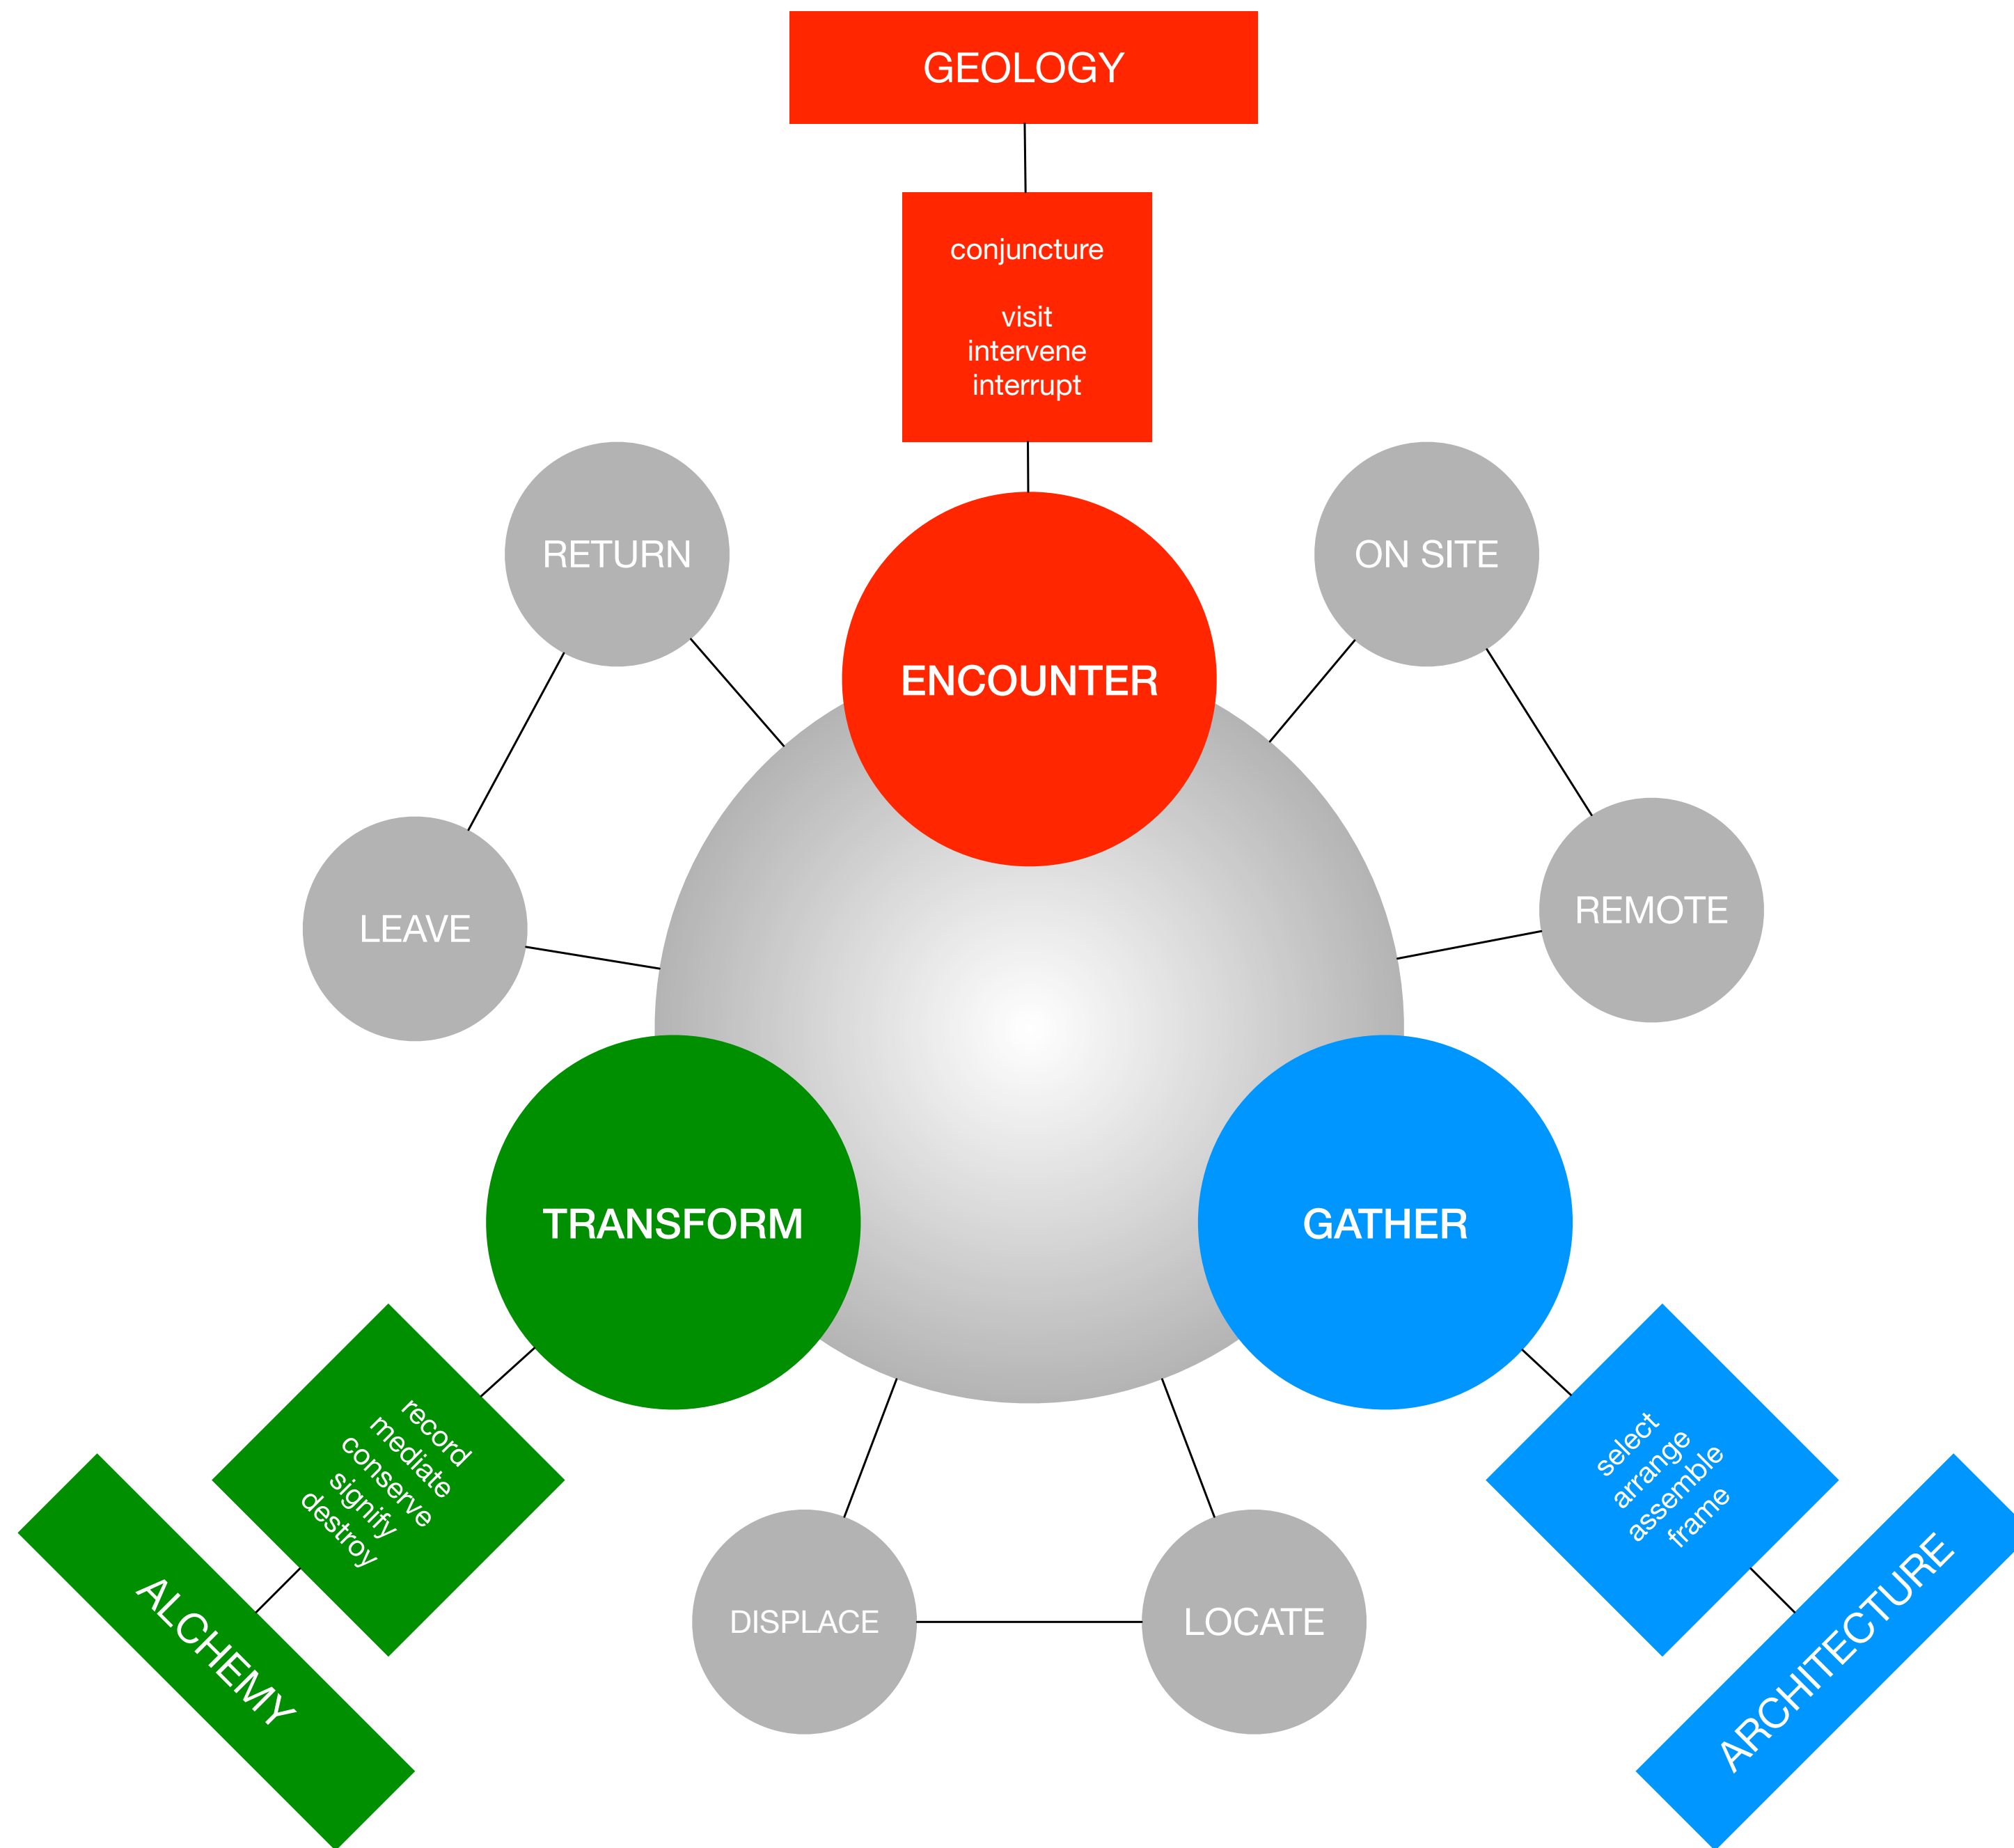 GEOLOGY
conjuncture
visit
intervene
interrupt
RETURN
ON SITE
ENCOUNTER
LEAVE
REMOTE
TRANSFORM
GATHER
record
mediate
conserve
signify
destroy
select
arrange
assemble
frame
ALCHEMY
ARCHITECTURE
DISPLACE
LOCATE